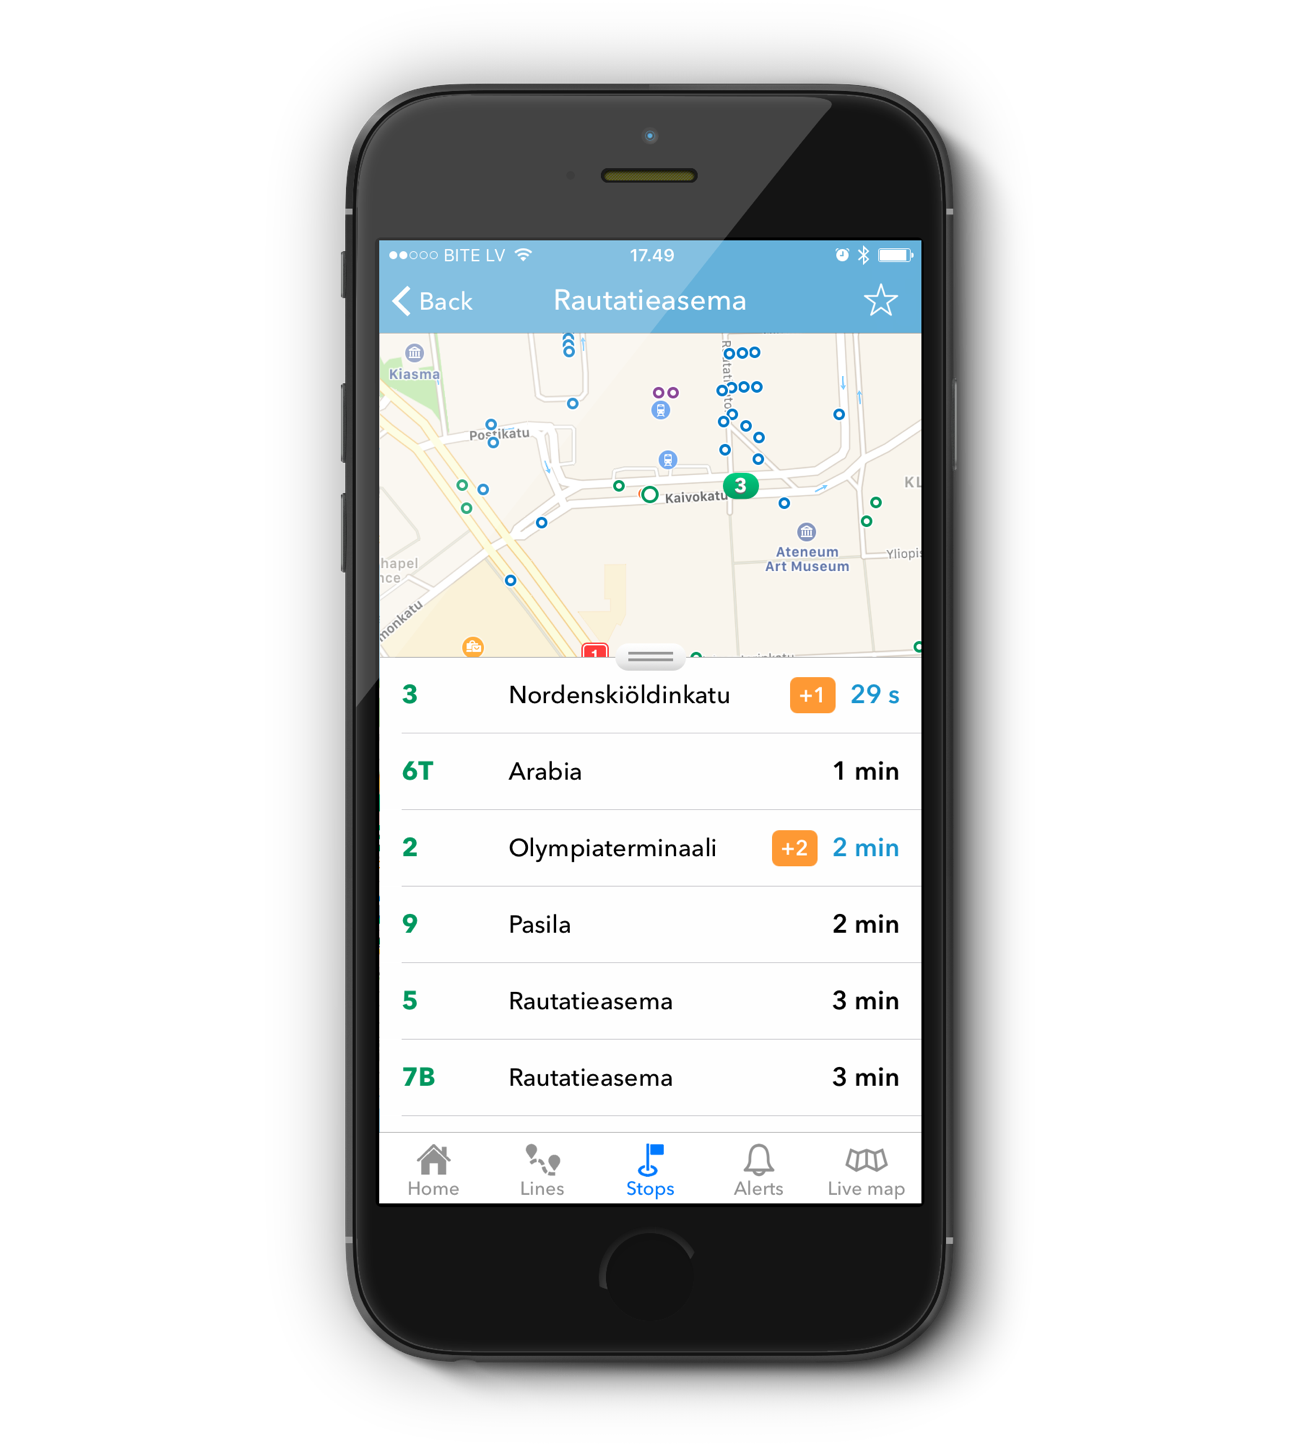 BITE LV 17.49
Back Rautatieasema
Kiasma
Postikatu
Kaivokatu
3
KL
Ateneum
Art Museum
Yliopis
hapel
nce
monkatu
1
3 Nordenskiöldinkatu +1 29 s
6T Arabia 1 min
2 Olympiaterminaali +2 2 min
9 Pasila 2 min
5 Rautatieasema 3 min
7B Rautatieasema 3 min
Home Lines Stops Alerts Live map